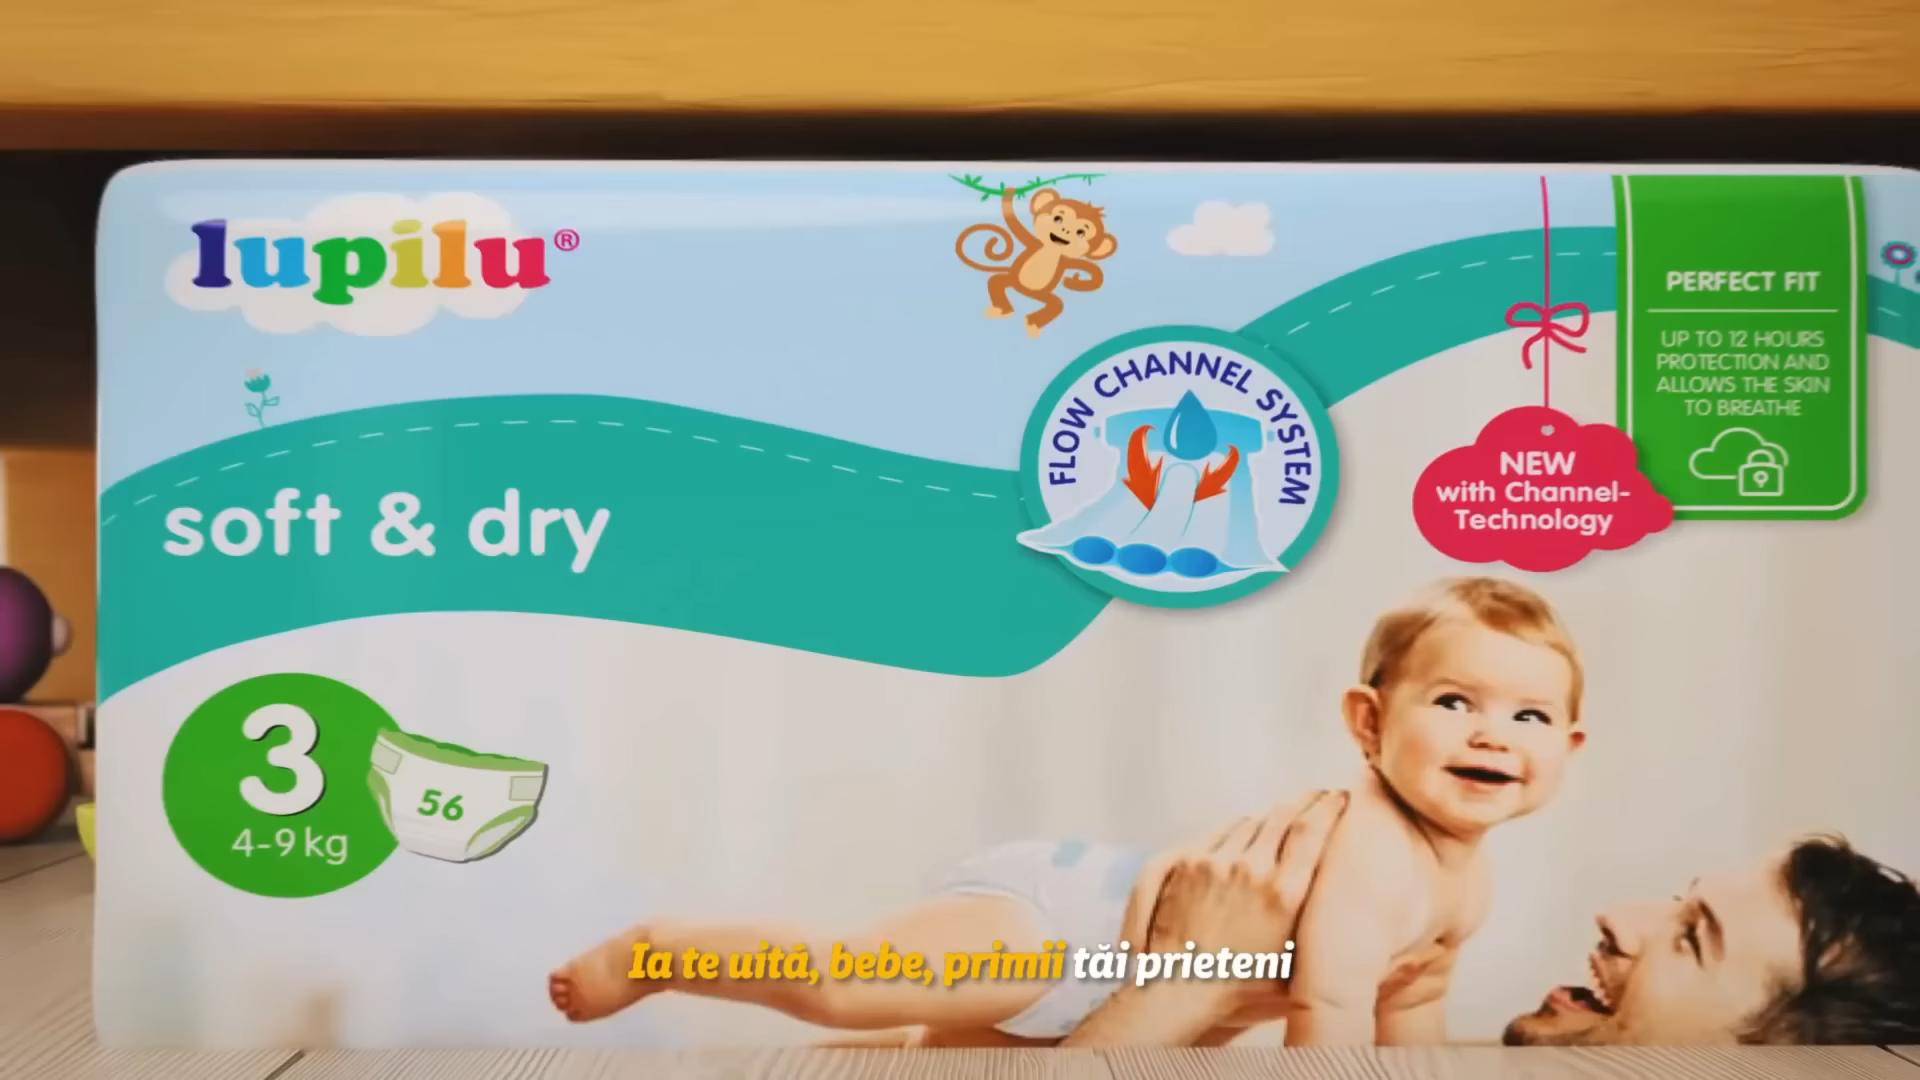 lupilu®
soft & dry
FLOW CHANNEL SYSTEM
NEW
with Channel-
Technology
PERFECT FIT
UP TO 12 HOURS
PROTECTION AND
ALLOWS THE SKIN
TO BREATHE
3
4-9 kg
56
Ia te uită, bebe, primii tăi prieteni